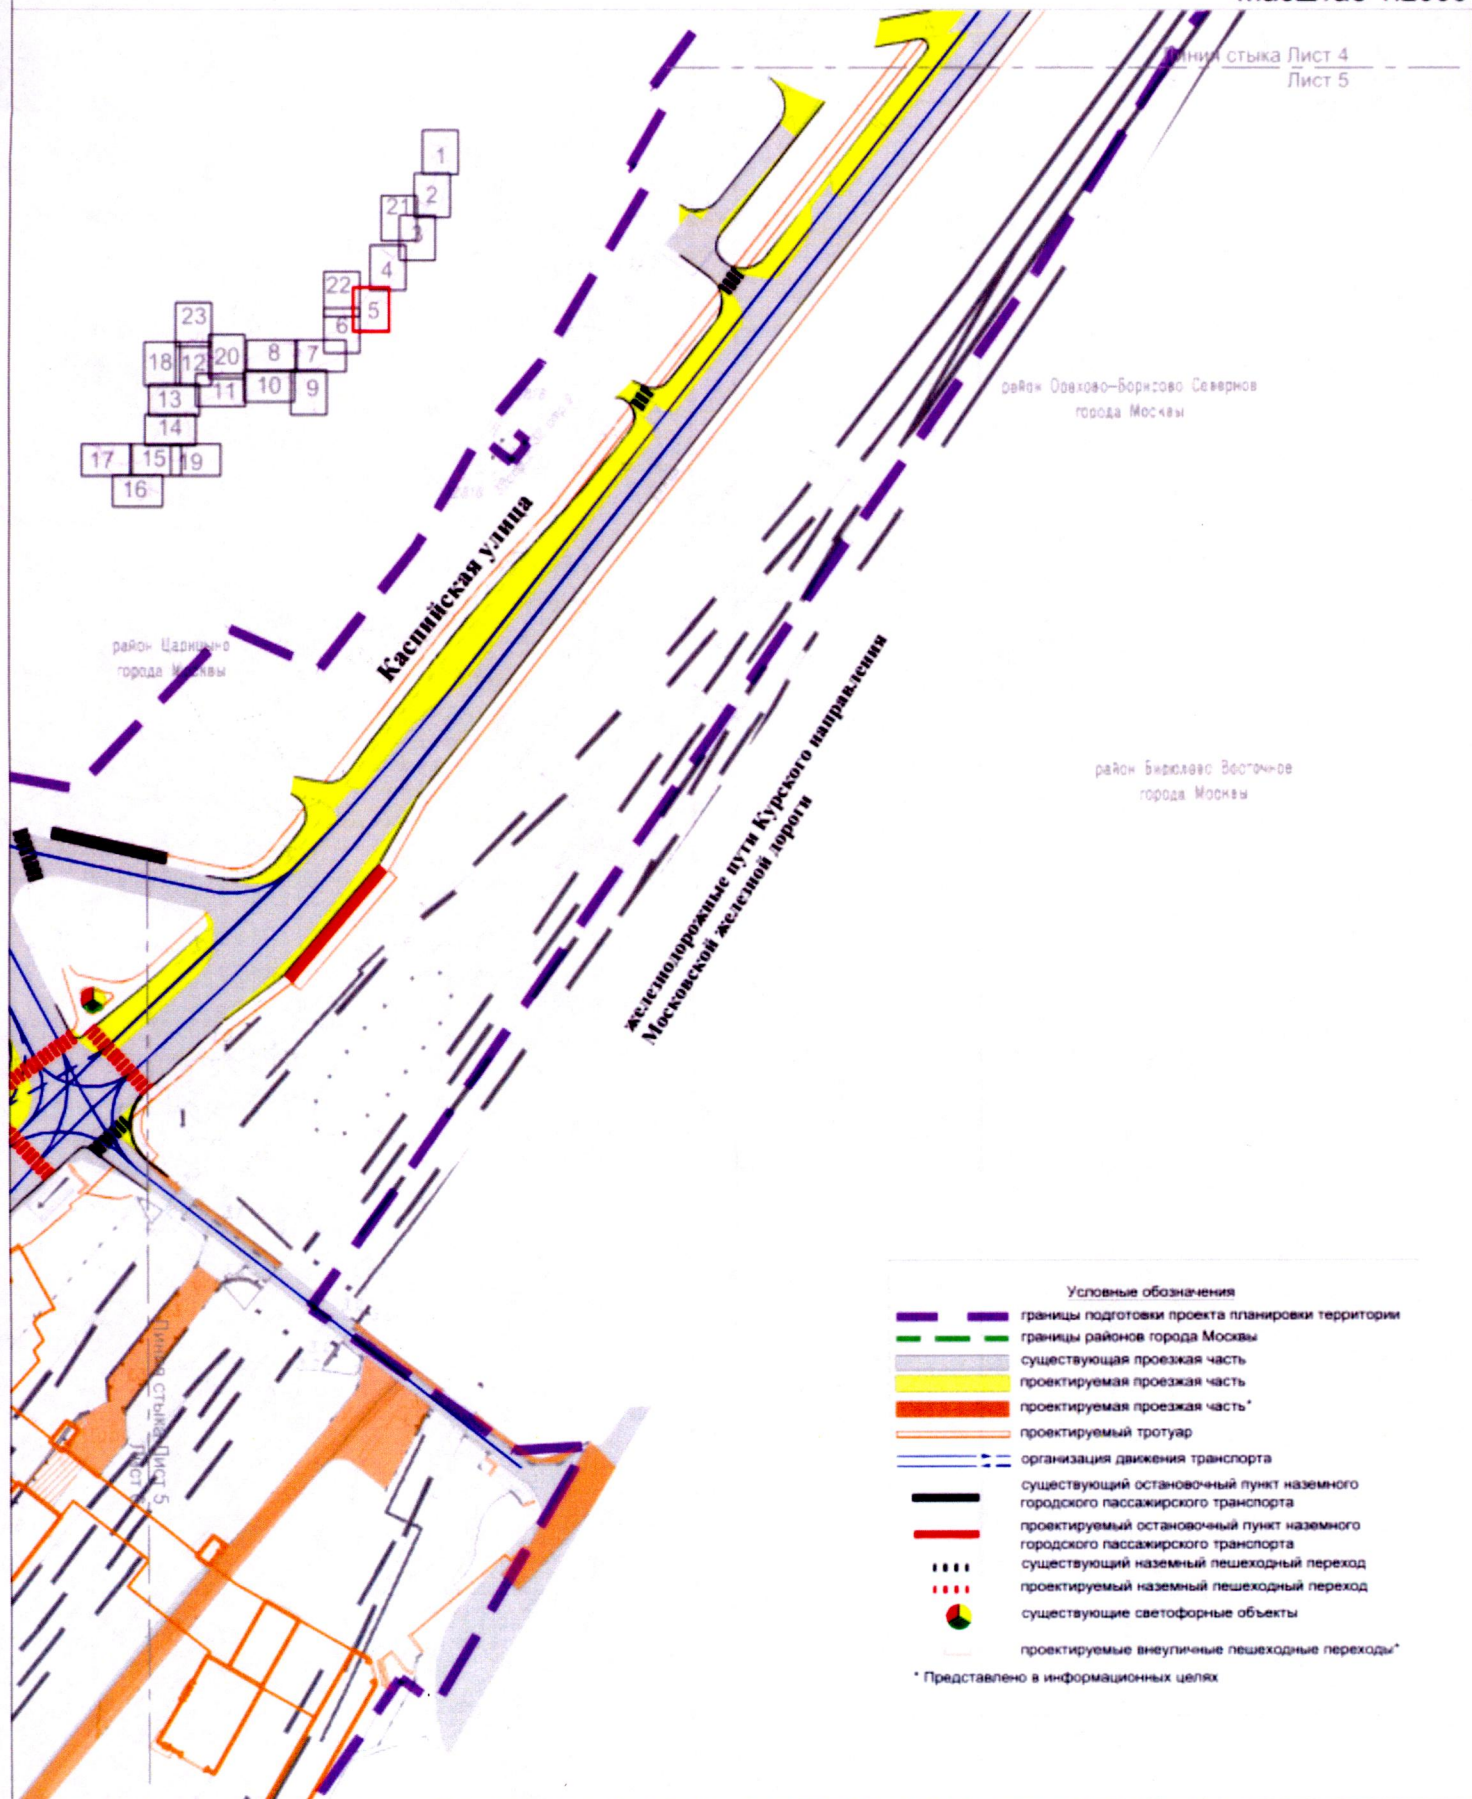 Линия стыка Лист 4
Лист 5
1
2
21
3
4
22
5
6
23
18
12
20
8
7
11
10
9
13
14
17
15
19
16
район Орехово-Борисово Северное
города Москвы
Каспийская улица
район Царицыно
города Москвы
железнодорожные пути Курского направления
Московской железной дороги
район Бирюлево Восточное
города Москвы
Линия стыка Лист 5
Условные обозначения
границы подготовки проекта планировки территории
границы районов города Москвы
существующая проезжая часть
проектируемая проезжая часть
проектируемая проезжая часть*
проектируемый тротуар
организация движения транспорта
существующий остановочный пункт наземного
городского пассажирского транспорта
проектируемый остановочный пункт наземного
городского пассажирского транспорта
существующий наземный пешеходный переход
проектируемый наземный пешеходный переход
существующие светофорные объекты
проектируемые внеуличные пешеходные переходы*
* Представлено в информационных целях